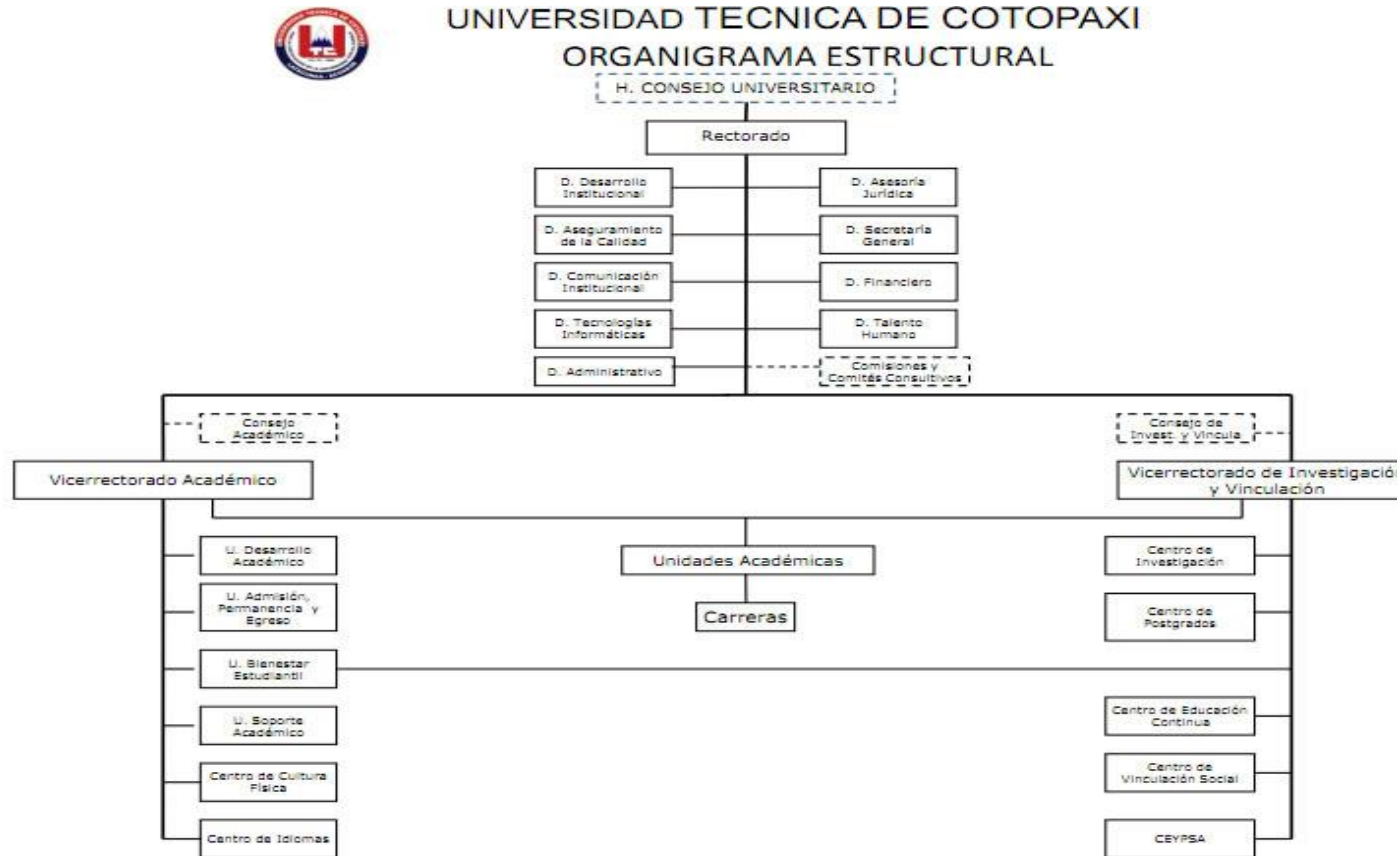 UNIVERSIDAD TECNICA DE COTOPAXI
ORGANIGRAMA ESTRUCTURAL
H. CONSEJO UNIVERSITARIO
Rectorado
D. Desarrollo
Institucional
D. Asesoría
Jurídica
D. Aseguramiento
de la Calidad
D. Secretaría
General
D. Comunicación
Institucional
D. Financiero
D. Tecnologías
Informáticas
D. Talento
Humano
D. Administrativo
Comisiones y
Comités Consultivos
Consejo
Académico
Consejo de
Invest. y Vincula
Vicerrectorado Académico
Vicerrectorado de Investigación
y Vinculación
U. Desarrollo
Académico
Unidades Académicas
Centro de
Investigación
U. Admisión,
Permanencia y
Egreso
Carreras
Centro de
Postgrados
U. Bienestar
Estudiantil
U. Soporte
Académico
Centro de Educación
Continua
Centro de Cultura
Física
Centro de
Vinculación Social
Centro de Idiomas
CEYPSA